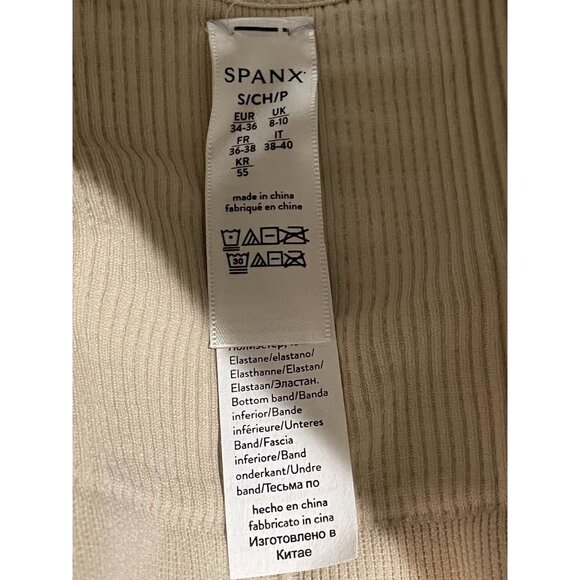 SPANX
S/CH/P
EUR UK
34-36 8-10
FR IT
36-38 38-40
KR
55
made in china
fabriqué en chine
30
Elastane/elastano/
Elasthanne/Elastan/
Elastaan/Эластан.
Bottom band/Banda
inferior/Bande
inférieure/Unteres
Band/Fascia
inferiore/Band
onderkant/Undre
band/Тесьма по
hecho en china
fabbricato in cina
Изготовлено в
Китае